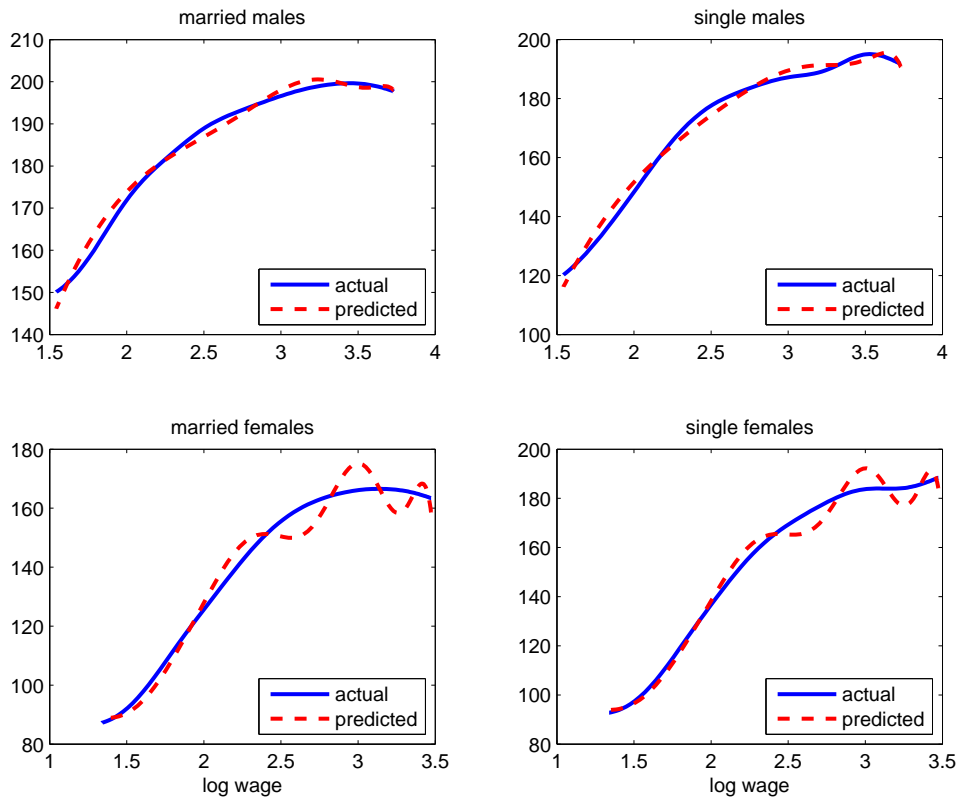 married males
210
200
190
180
170
160
150
140
1.5 2 2.5 3 3.5 4
actual
predicted
single males
200
180
160
140
120
100
1.5 2 2.5 3 3.5 4
actual
predicted
married females
180
160
140
120
100
80
1 1.5 2 2.5 3 3.5
log wage
actual
predicted
single females
200
180
160
140
120
100
80
1 1.5 2 2.5 3 3.5
log wage
actual
predicted